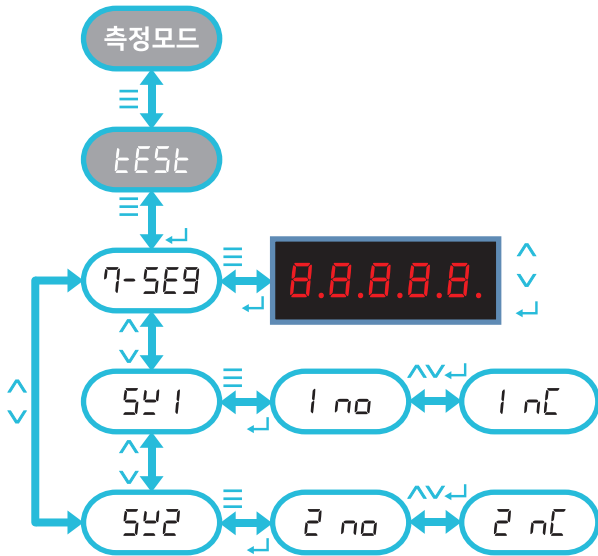 측정모드
tESt
7-SEg
8.8.8.8.8.
SW1
1 no
1 nC
SW2
2 no
2 nC